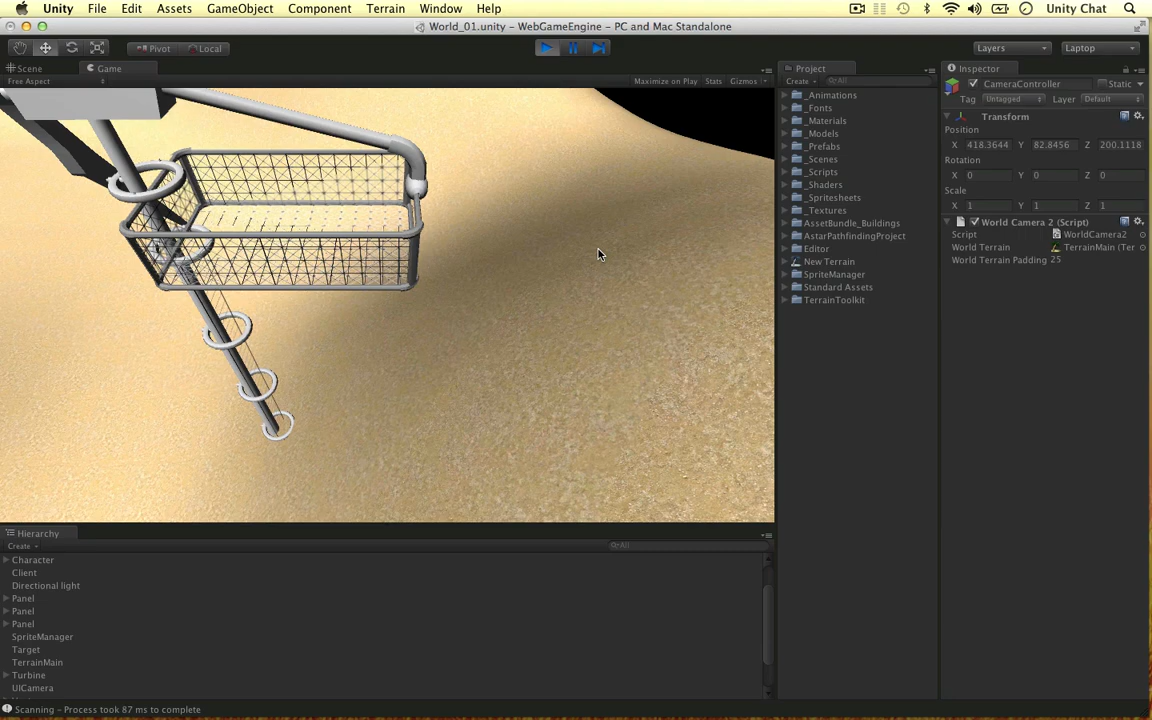 Unity File Edit Assets GameObject Component Terrain Window Help Unity Chat
World_01.unity - WebGameEngine - PC and Mac Standalone
Pivot Local Layers Laptop
Scene Game Project Inspector
Free Aspect Maximize on Play Stats Gizmos Create All
CameraController Static
Tag Untagged Layer Default
Transform
Position
X 418.3644 Y 82.8456 Z 200.1118
Rotation
X 0 Y 0 Z 0
Scale
X 1 Y 1 Z 1
World Camera 2 (Script)
Script WorldCamera2
World Terrain TerrainMain (Ter
World Terrain Padding 25
_Animations
_Fonts
_Materials
_Models
_Prefabs
_Scenes
_Scripts
_Shaders
_Spritesheets
_Textures
AssetBundle_Buildings
AstarPathfindingProject
Editor
New Terrain
SpriteManager
Standard Assets
TerrainToolkit
Hierarchy
Create All
Character
Client
Directional light
Panel
Panel
Panel
SpriteManager
Target
TerrainMain
Turbine
UICamera
Scanning - Process took 87 ms to complete